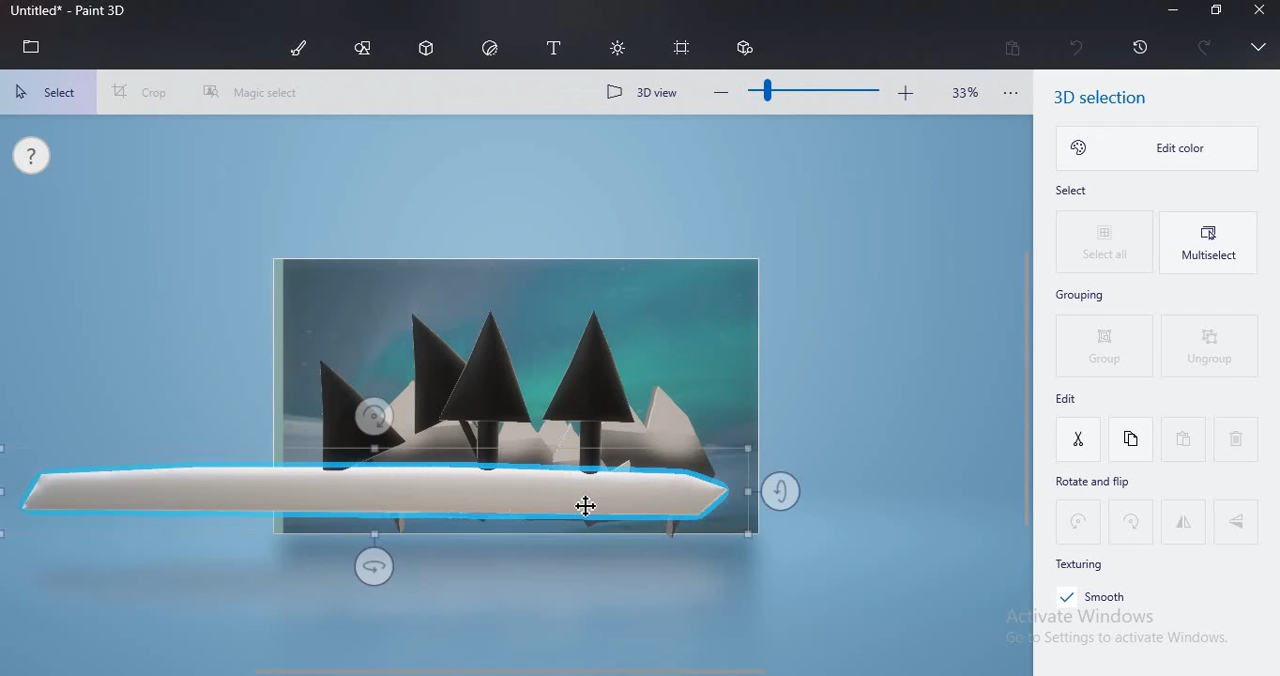 Untitled* - Paint 3D
Select
Crop
Magic select
3D view
33%
3D selection
?
Edit color
Select
Select all
Multiselect
Grouping
Group
Ungroup
Edit
Rotate and flip
Texturing
Smooth
Activate Windows
Go to Settings to activate Windows.